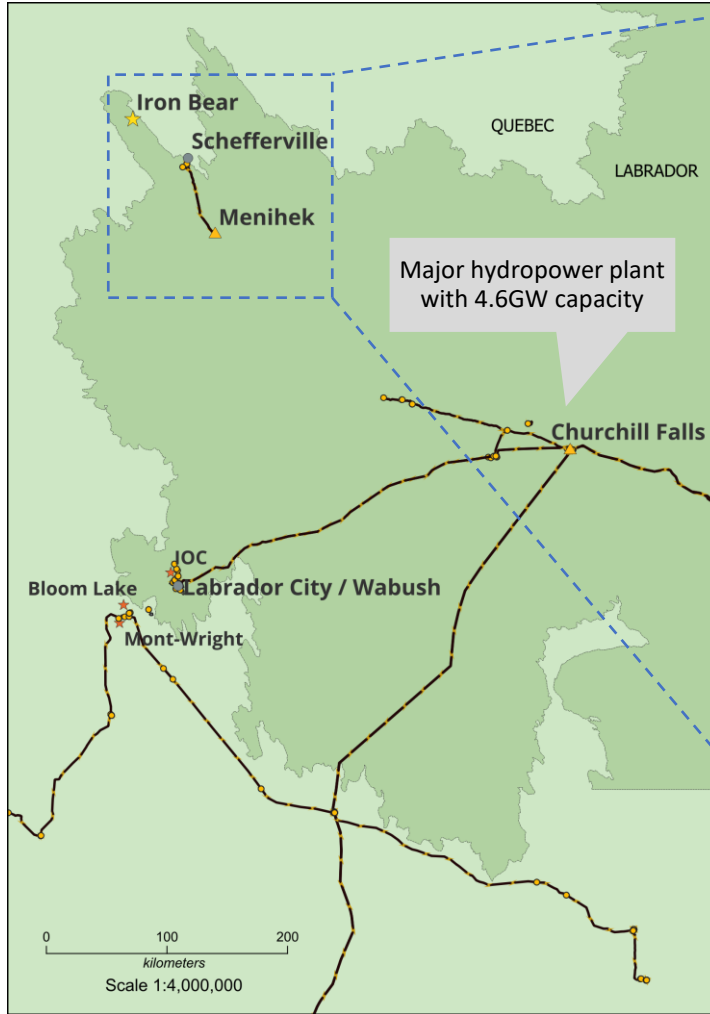 Iron Bear
Schefferville
QUEBEC
LABRADOR
Menihek
Major hydropower plant
with 4.6GW capacity
Churchill Falls
IOC
Labrador City / Wabush
Bloom Lake
Mont-Wright
0 100 200
kilometers
Scale 1:4,000,000